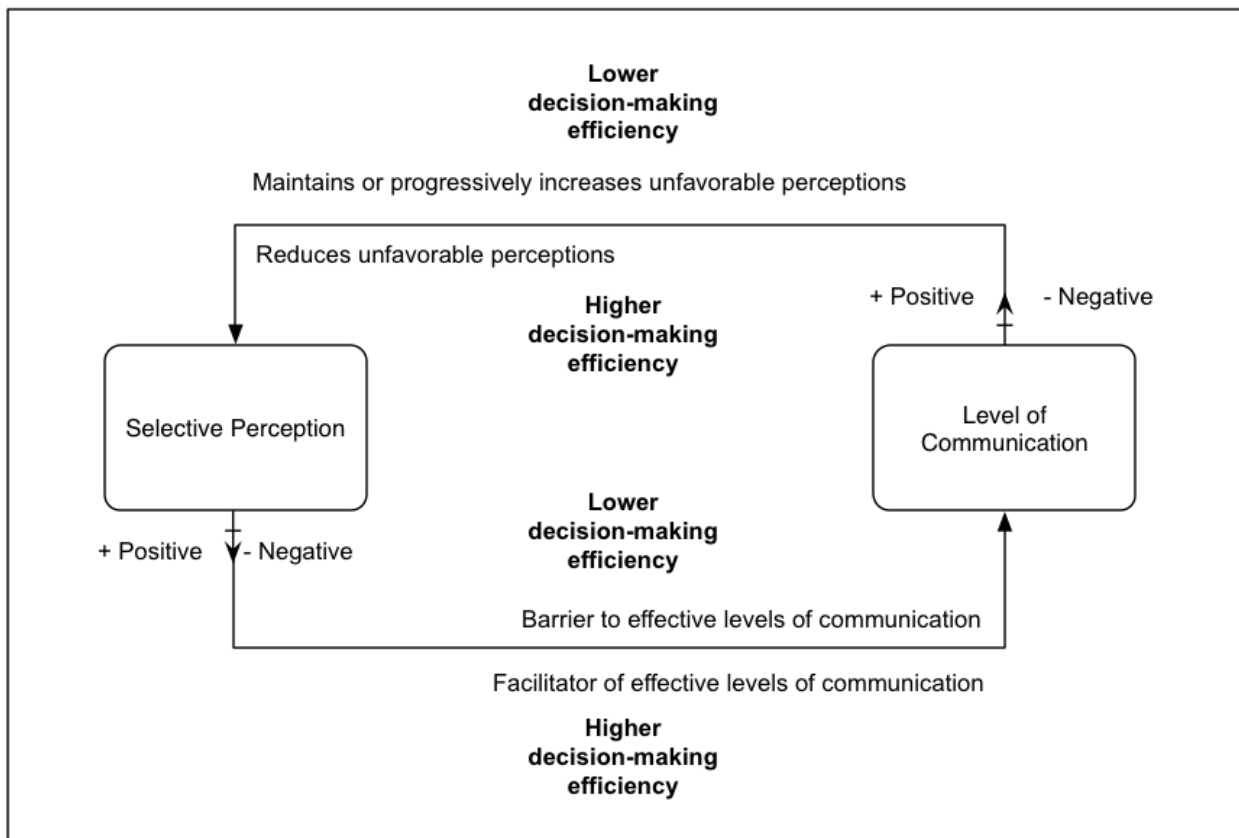 Lower
decision-making
efficiency
Maintains or progressively increases unfavorable perceptions
Reduces unfavorable perceptions
Higher
decision-making
efficiency
+ Positive
- Negative
Selective Perception
Level of
Communication
Lower
decision-making
efficiency
+ Positive
- Negative
Barrier to effective levels of communication
Facilitator of effective levels of communication
Higher
decision-making
efficiency